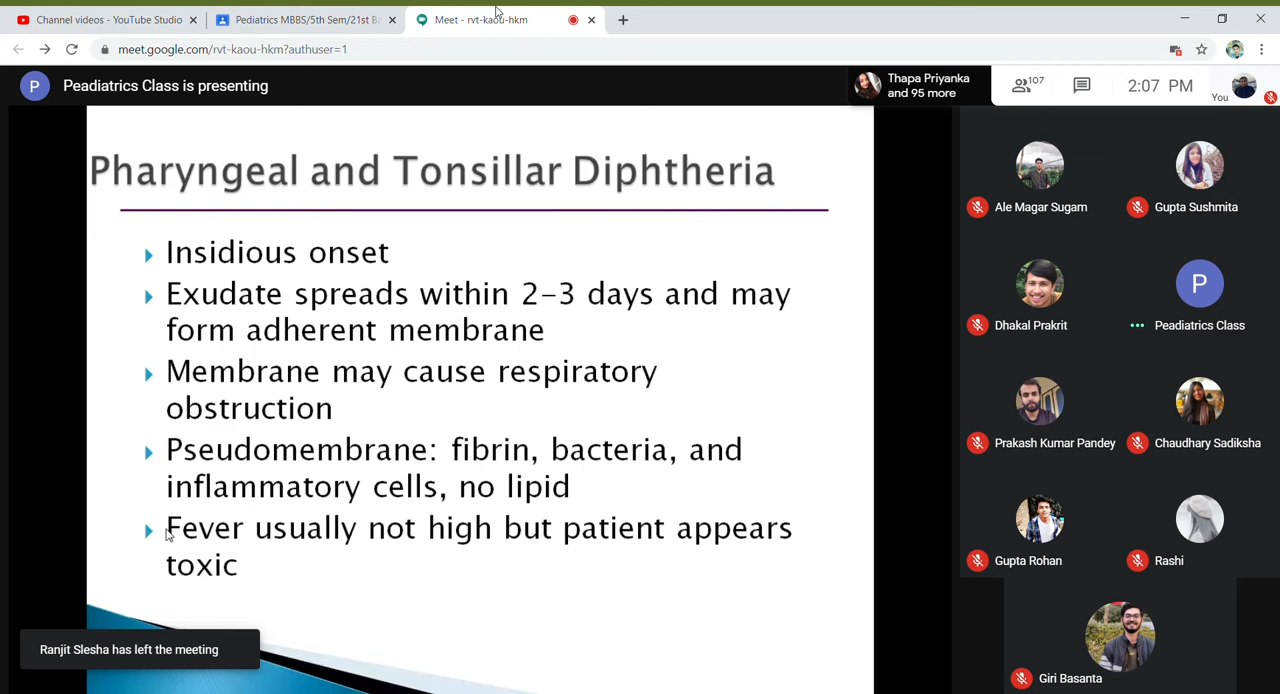 Channel videos - YouTube Studio
Pediatrics MBBS/5th Sem/21st Ba
Meet - rvt-kaou-hkm
meet.google.com/rvt-kaou-hkm?authuser=1
P
Peadiatrics Class is presenting
Thapa Priyanka
and 95 more
107
2:07 PM
You
Pharyngeal and Tonsillar Diphtheria
Insidious onset
Exudate spreads within 2–3 days and may
form adherent membrane
Membrane may cause respiratory
obstruction
Pseudomembrane: fibrin, bacteria, and
inflammatory cells, no lipid
Fever usually not high but patient appears
toxic
Ranjit Slesha has left the meeting
Ale Magar Sugam
Gupta Sushmita
P
Dhakal Prakrit
Peadiatrics Class
Prakash Kumar Pandey
Chaudhary Sadiksha
Gupta Rohan
Rashi
Giri Basanta